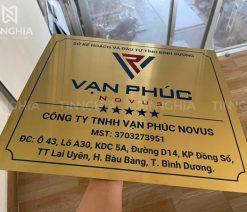 TÍN NGHĨA
SỞ KẾ HOẠCH VÀ ĐẦU TƯ TỈNH BÌNH DƯƠNG
VẠN PHÚC
NOVUS
CÔNG TY TNHH VẠN PHÚC NOVUS
MST: 3703273951
ĐC: Ô 43, Lô A30, KDC 5A, Đường D14, KP Đồng Sổ,
TT Lai Uyên, H. Bàu Bàng, T. Bình Dương.